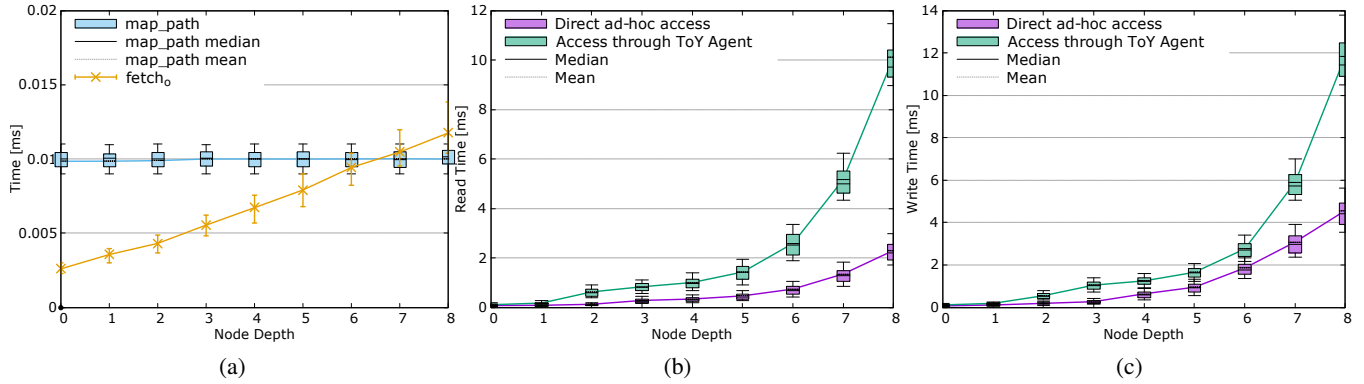 0.02
0.015
0.01
0.005
0
Time [ms]
map_path
map_path median
map_path mean
fetch₀
0 1 2 3 4 5 6 7 8
Node Depth
(a)
12
10
8
6
4
2
0
Read Time [ms]
Direct ad-hoc access
Access through ToY Agent
Median
Mean
0 1 2 3 4 5 6 7 8
Node Depth
(b)
14
12
10
8
6
4
2
0
Write Time [ms]
Direct ad-hoc access
Access through ToY Agent
Median
Mean
0 1 2 3 4 5 6 7 8
Node Depth
(c)